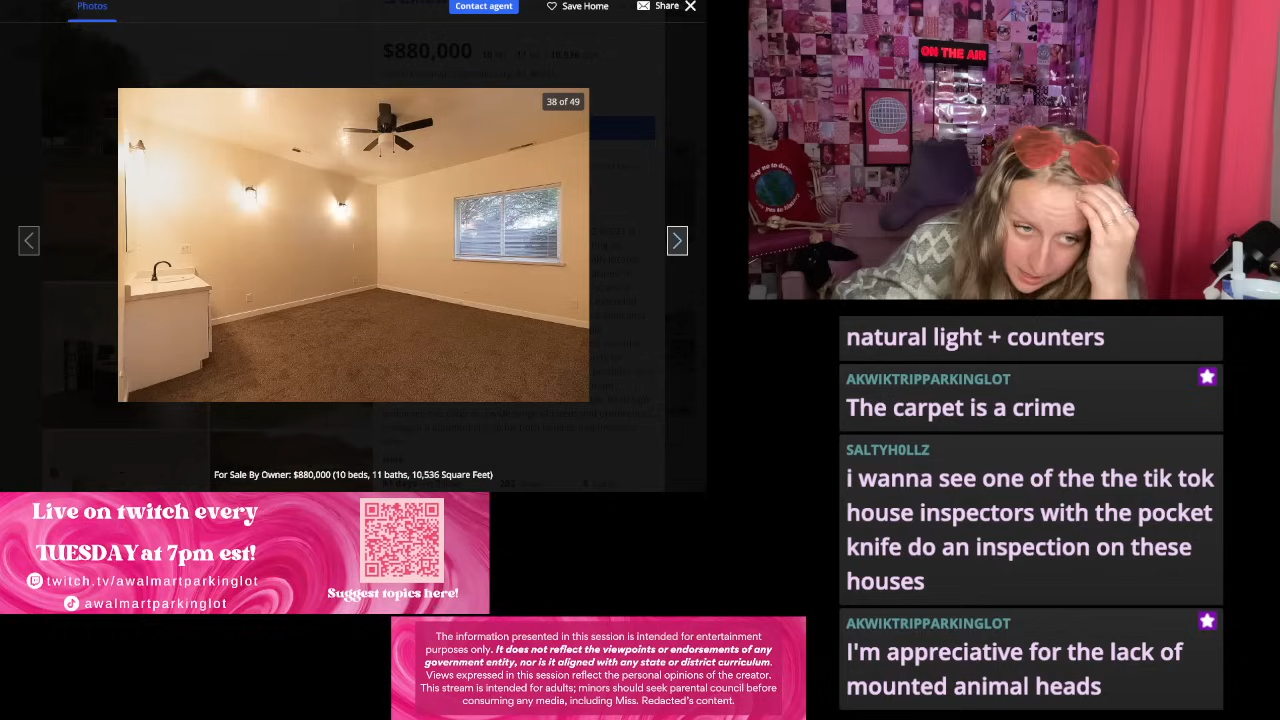 Photos
Contact agent
Save Home
Share
$880,000
38 of 49
For Sale By Owner: $880,000 (10 beds, 11 baths, 10,536 Square Feet)
ON THE AIR
natural light + counters
AKWIKTRIPPARKINGLOT
The carpet is a crime
SALTYH0LLZ
i wanna see one of the the tik tok
house inspectors with the pocket
knife do an inspection on these
houses
AKWIKTRIPPARKINGLOT
I'm appreciative for the lack of
mounted animal heads
Live on twitch every
TUESDAY at 7pm est!
twitch.tv/awalmartparkinglot
awalmartparkinglot
Suggest topics here!
The information presented in this session is intended for entertainment
purposes only. It does not reflect the viewpoints or endorsements of any
government entity, nor is it aligned with any state or district curriculum.
Views expressed in this session reflect the personal opinions of the creator.
This stream is intended for adults; minors should seek parental council before
consuming any media, including Miss. Redacted's content.